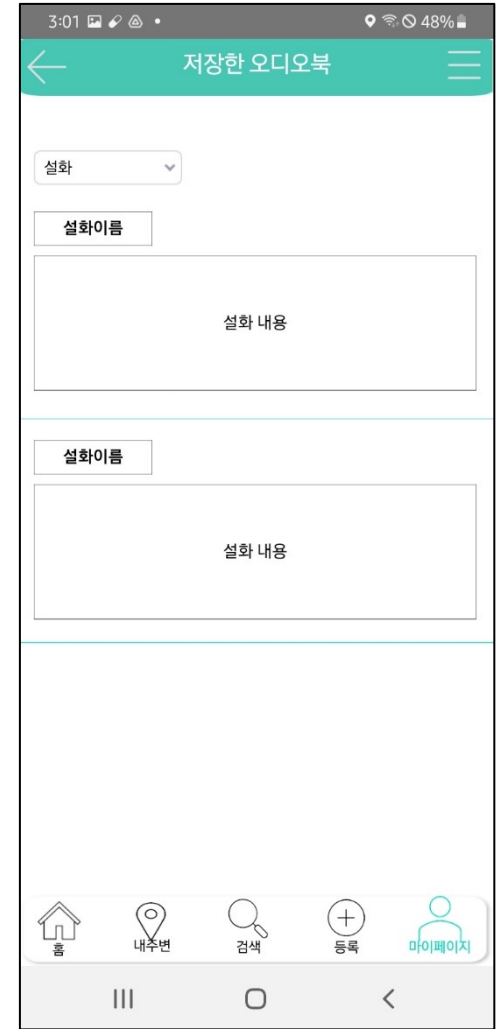 3:01 48%
저장한 오디오북
설화
설화이름
설화 내용
설화이름
설화 내용
홈 내주변 검색 등록 마이페이지